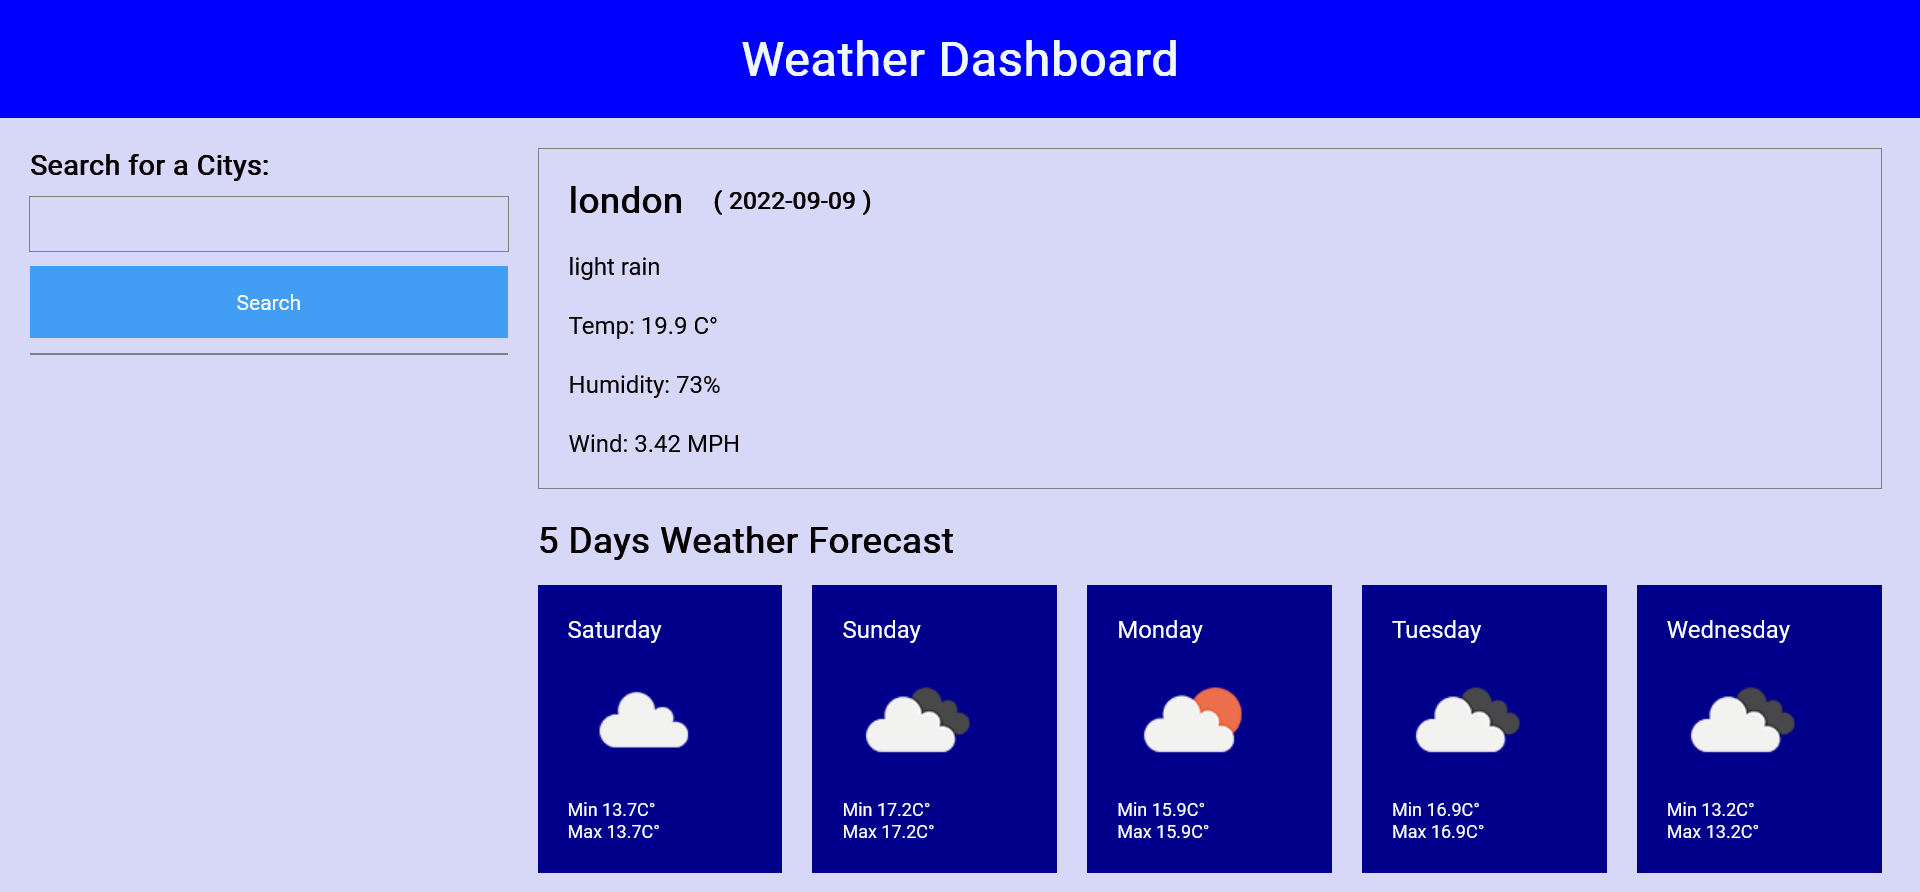 Weather Dashboard
Search for a Citys:
Search
london ( 2022-09-09 )
light rain
Temp: 19.9 C°
Humidity: 73%
Wind: 3.42 MPH
5 Days Weather Forecast
Saturday
Min 13.7C°
Max 13.7C°
Sunday
Min 17.2C°
Max 17.2C°
Monday
Min 15.9C°
Max 15.9C°
Tuesday
Min 16.9C°
Max 16.9C°
Wednesday
Min 13.2C°
Max 13.2C°